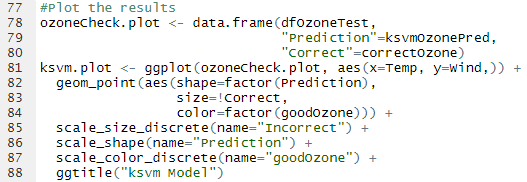 77 #Plot the results
78 ozoneCheck.plot <- data.frame(dfOzoneTest,
79 "Prediction"=ksvmOzonePred,
80 "Correct"=correctOzone)
81 ksvm.plot <- ggplot(ozoneCheck.plot, aes(x=Temp, y=Wind,)) +
82 geom_point(aes(shape=factor(Prediction),
83 size=!Correct,
84 color=factor(goodOzone))) +
85 scale_size_discrete(name="Incorrect") +
86 scale_shape(name="Prediction") +
87 scale_color_discrete(name="goodOzone") +
88 ggtitle("ksvm Model")